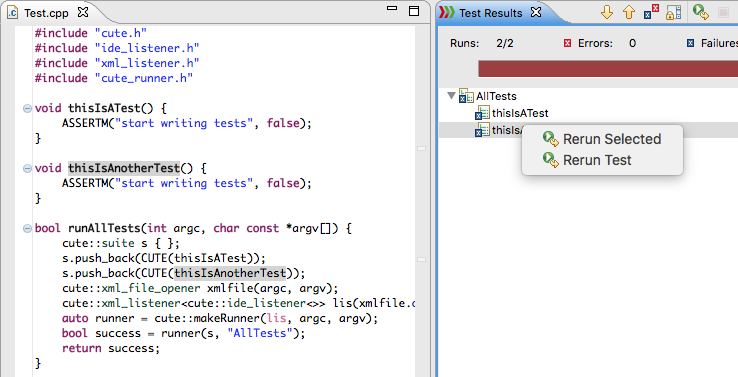 Test.cpp
#include "cute.h"
#include "ide_listener.h"
#include "xml_listener.h"
#include "cute_runner.h"
void thisIsATest() {
ASSERTM("start writing tests", false);
}
void thisIsAnotherTest() {
ASSERTM("start writing tests", false);
}
bool runAllTests(int argc, char const *argv[]) {
cute::suite s { };
s.push_back(CUTE(thisIsATest));
s.push_back(CUTE(thisIsAnotherTest));
cute::xml_file_opener xmlfile(argc, argv);
cute::xml_listener<cute::ide_listener<>> lis(xmlfile.
auto runner = cute::makeRunner(lis, argc, argv);
bool success = runner(s, "AllTests");
return success;
}
Test Results
Runs: 2/2 Errors: 0 Failures
AllTests
thisIsATest
thisIs
Rerun Selected
Rerun Test